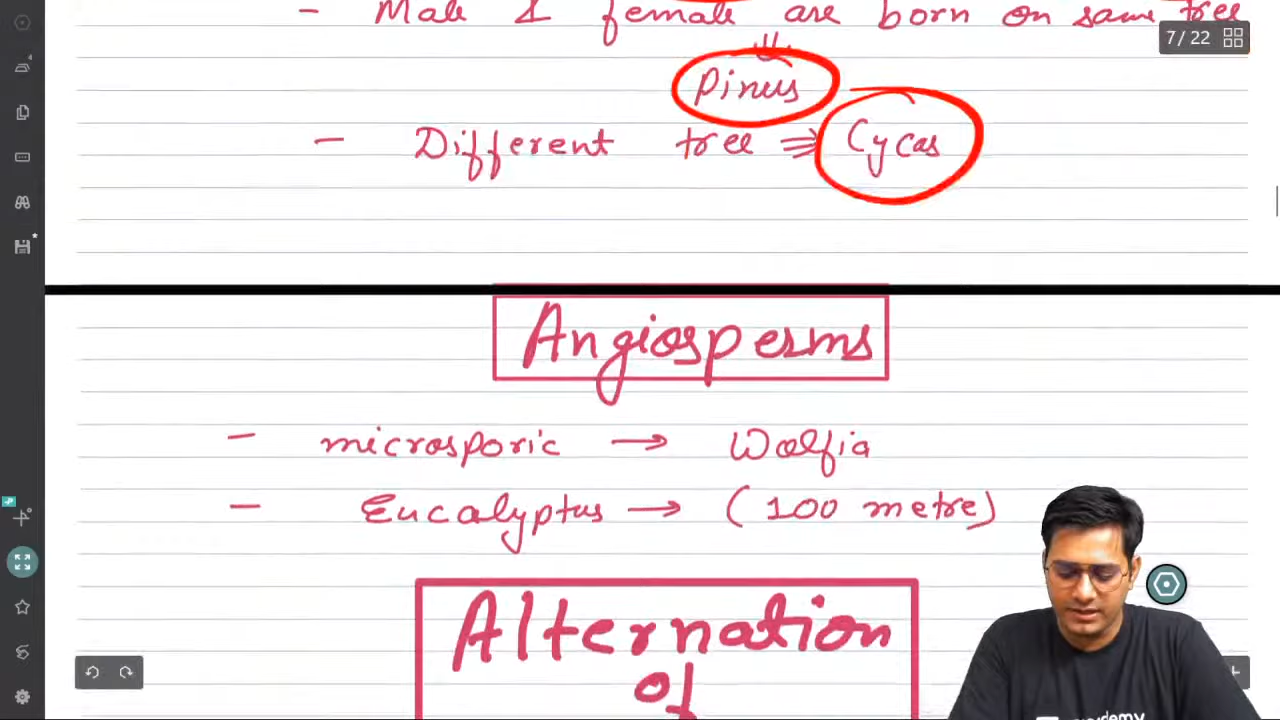 - Male & female are born on same tree
7 / 22
Pinus
- Different tree ⇒ Cycas
Angiosperms
- microsporic → Wolfia
- Eucalyptus → (100 metre)
Alternation
of